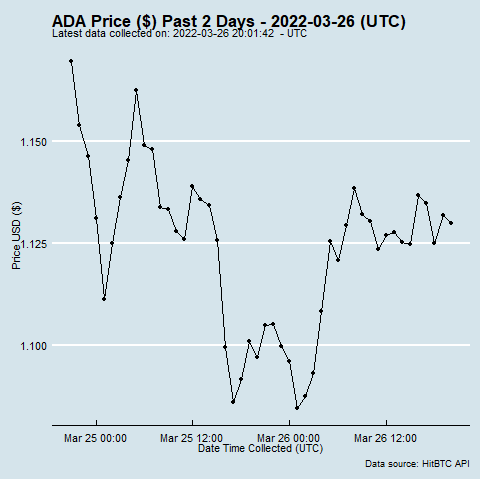 ADA Price ($) Past 2 Days - 2022-03-26 (UTC)
Latest data collected on: 2022-03-26 20:01:42 - UTC
1.150
1.125
1.100
Price USD ($)
Mar 25 00:00 Mar 25 12:00 Mar 26 00:00 Mar 26 12:00
Date Time Collected (UTC)
Data source: HitBTC API